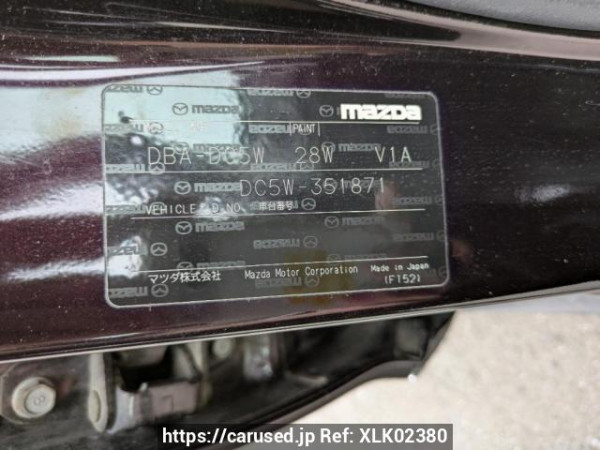 mazda
PAINT
DBA-DC5W 28W V1A
DC5W-351871
VEHICLE I.D.NO. 車台番号
マツダ株式会社 Mazda Motor Corporation Made in Japan
(F152)
https://carused.jp Ref: XLK02380